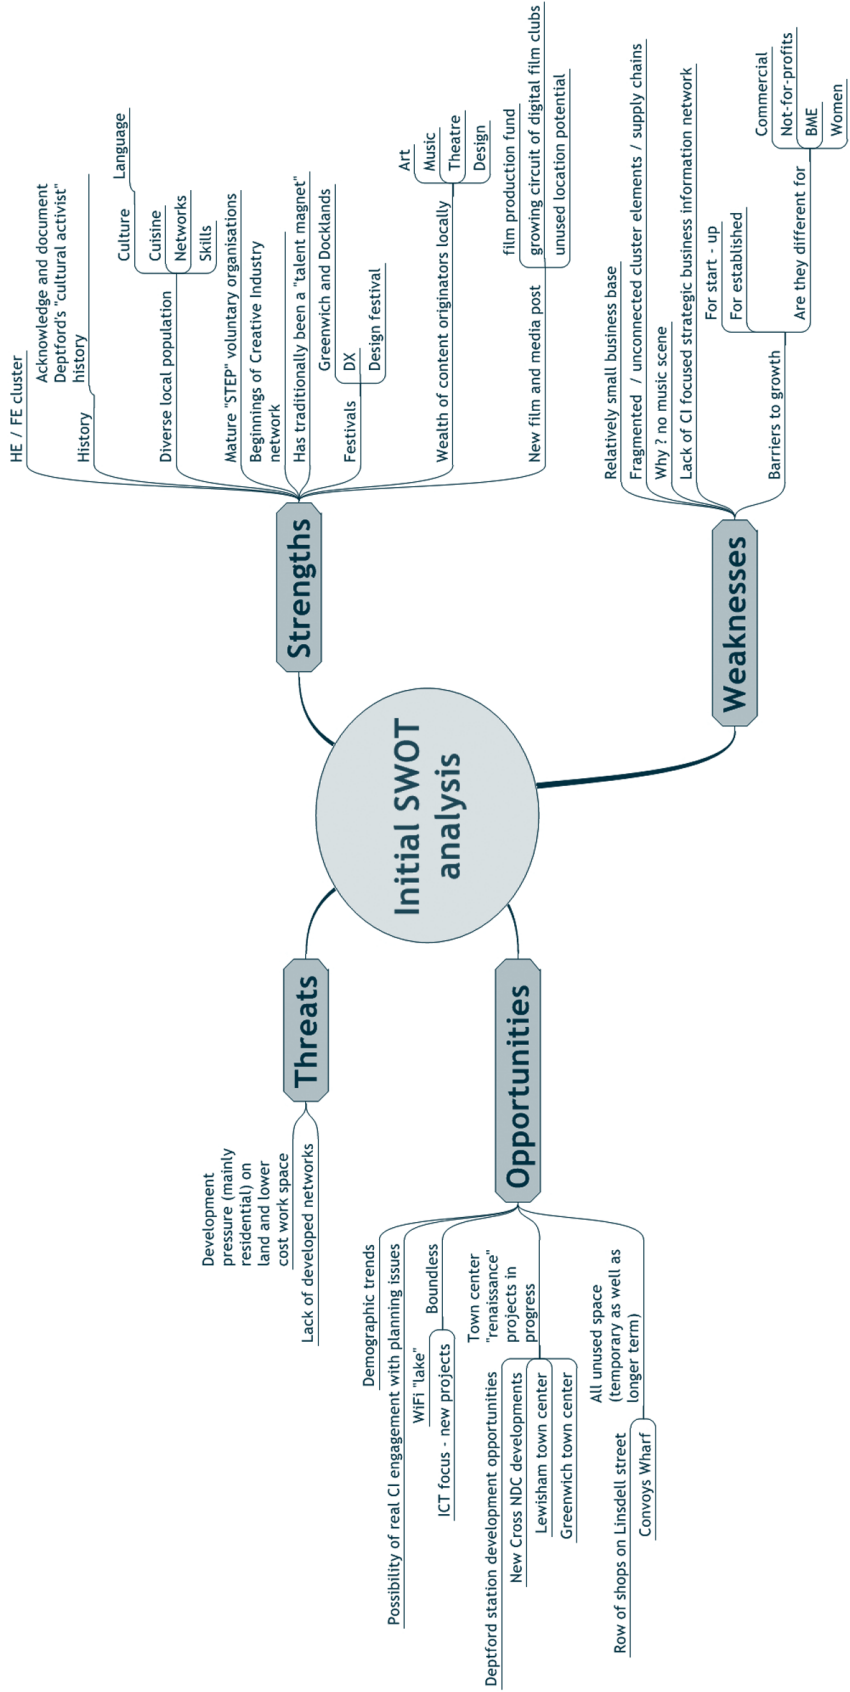 Initial SWOT
analysis
Strengths
HE / FE cluster
History
Acknowledge and document
Deptford's "cultural activist"
history
Diverse local population
Culture
Language
Cuisine
Networks
Skills
Mature "STEP" voluntary organisations
Beginnings of Creative Industry
network
Has traditionally been a "talent magnet"
Festivals
Greenwich and Docklands
DX
Design festival
Wealth of content originators locally
Art
Music
Theatre
Design
New film and media post
film production fund
growing circuit of digital film clubs
unused location potential
Weaknesses
Relatively small business base
Fragmented / unconnected cluster elements / supply chains
Why ? no music scene
Lack of CI focused strategic business information network
Barriers to growth
For start - up
For established
Are they different for
Commercial
Not-for-profits
BME
Women
Threats
Development
pressure (mainly
residential) on
land and lower
cost work space
Lack of developed networks
Opportunities
Demographic trends
Possibility of real CI engagement with planning issues
Boundless
WiFi "lake"
ICT focus - new projects
Town center
"renaissance"
projects in
progress
Deptford station development opportunities
New Cross NDC developments
Lewisham town center
Greenwich town center
All unused space
(temporary as well as
longer term)
Row of shops on Linsdell street
Convoys Wharf